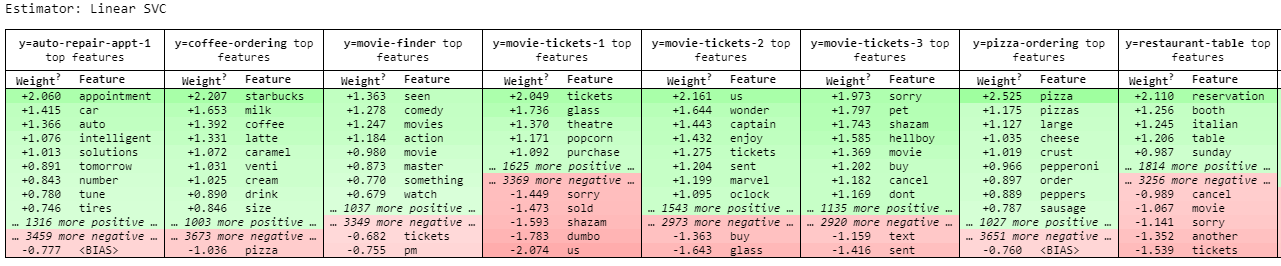 Estimator: Linear SVC
y=auto-repair-appt-1 y=coffee-ordering top y=movie-finder top y=movie-tickets-1 top y=movie-tickets-2 top y=movie-tickets-3 top y=pizza-ordering top y=restaurant-table top
top features features features features features features features features
Weight? Feature Weight? Feature Weight? Feature Weight? Feature Weight? Feature Weight? Feature Weight? Feature Weight? Feature
+2.060 appointment +2.207 starbucks +1.363 seen +2.049 tickets +2.161 us +1.973 sorry +2.525 pizza +2.110 reservation
+1.415 car +1.653 milk +1.278 comedy +1.736 glass +1.644 wonder +1.797 pet +1.175 pizzas +1.256 booth
+1.366 auto +1.392 coffee +1.247 movies +1.370 theatre +1.443 captain +1.743 shazam +1.127 large +1.245 italian
+1.076 intelligent +1.331 latte +1.184 action +1.171 popcorn +1.432 enjoy +1.585 hellboy +1.035 cheese +1.206 table
+1.013 solutions +1.072 caramel +0.980 movie +1.092 purchase +1.275 tickets +1.369 movie +1.019 crust +0.987 sunday
+0.891 tomorrow +1.031 venti +0.873 master … 1625 more positive … +1.204 sent +1.202 buy +0.966 pepperoni … 1814 more positive …
+0.843 number +1.025 cream +0.770 something … 3369 more negative … +1.199 marvel +1.182 cancel +0.897 order … 3256 more negative …
+0.780 tune +0.890 drink +0.679 watch -1.449 sorry +1.095 oclock +1.169 dont +0.889 peppers -0.989 cancel
+0.746 tires +0.846 size … 1037 more positive … -1.473 sold … 1543 more positive … … 1135 more positive … +0.787 sausage -1.067 movie
… 1316 more positive … … 1003 more positive … … 3349 more negative … -1.593 shazam … 2973 more negative … … 2920 more negative … … 1027 more positive … -1.141 sorry
… 3459 more negative … … 3673 more negative … -0.682 tickets -1.783 dumbo -1.363 buy -1.159 text … 3651 more negative … -1.352 another
-0.777 <BIAS> -1.036 pizza -0.755 pm -2.074 us -1.643 glass -1.416 sent -0.760 <BIAS> -1.539 tickets